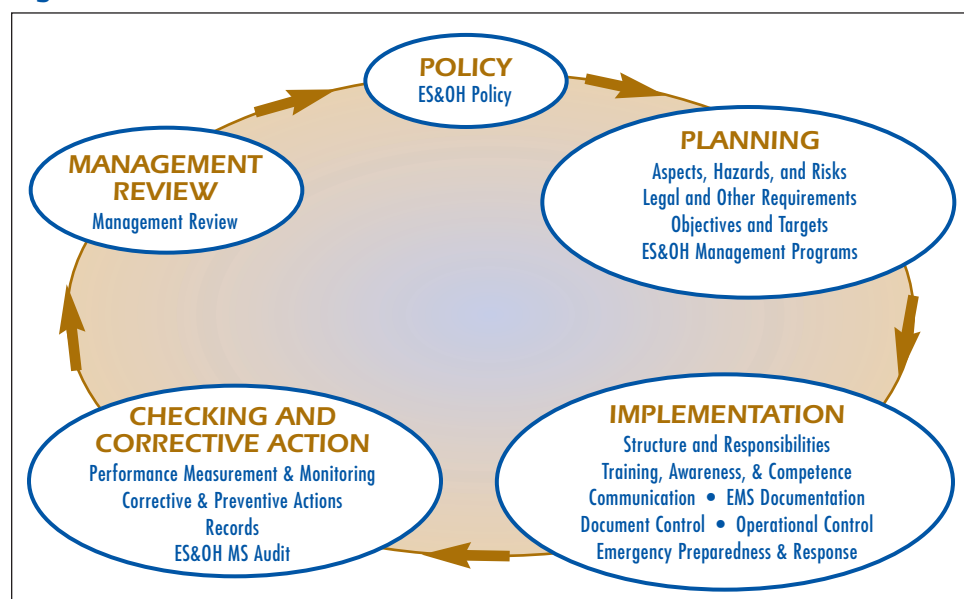 POLICY
ES&OH Policy
PLANNING
Aspects, Hazards, and Risks
Legal and Other Requirements
Objectives and Targets
ES&OH Management Programs
IMPLEMENTATION
Structure and Responsibilities
Training, Awareness, & Competence
Communication • EMS Documentation
Document Control • Operational Control
Emergency Preparedness & Response
CHECKING AND
CORRECTIVE ACTION
Performance Measurement & Monitoring
Corrective & Preventive Actions
Records
ES&OH MS Audit
MANAGEMENT
REVIEW
Management Review